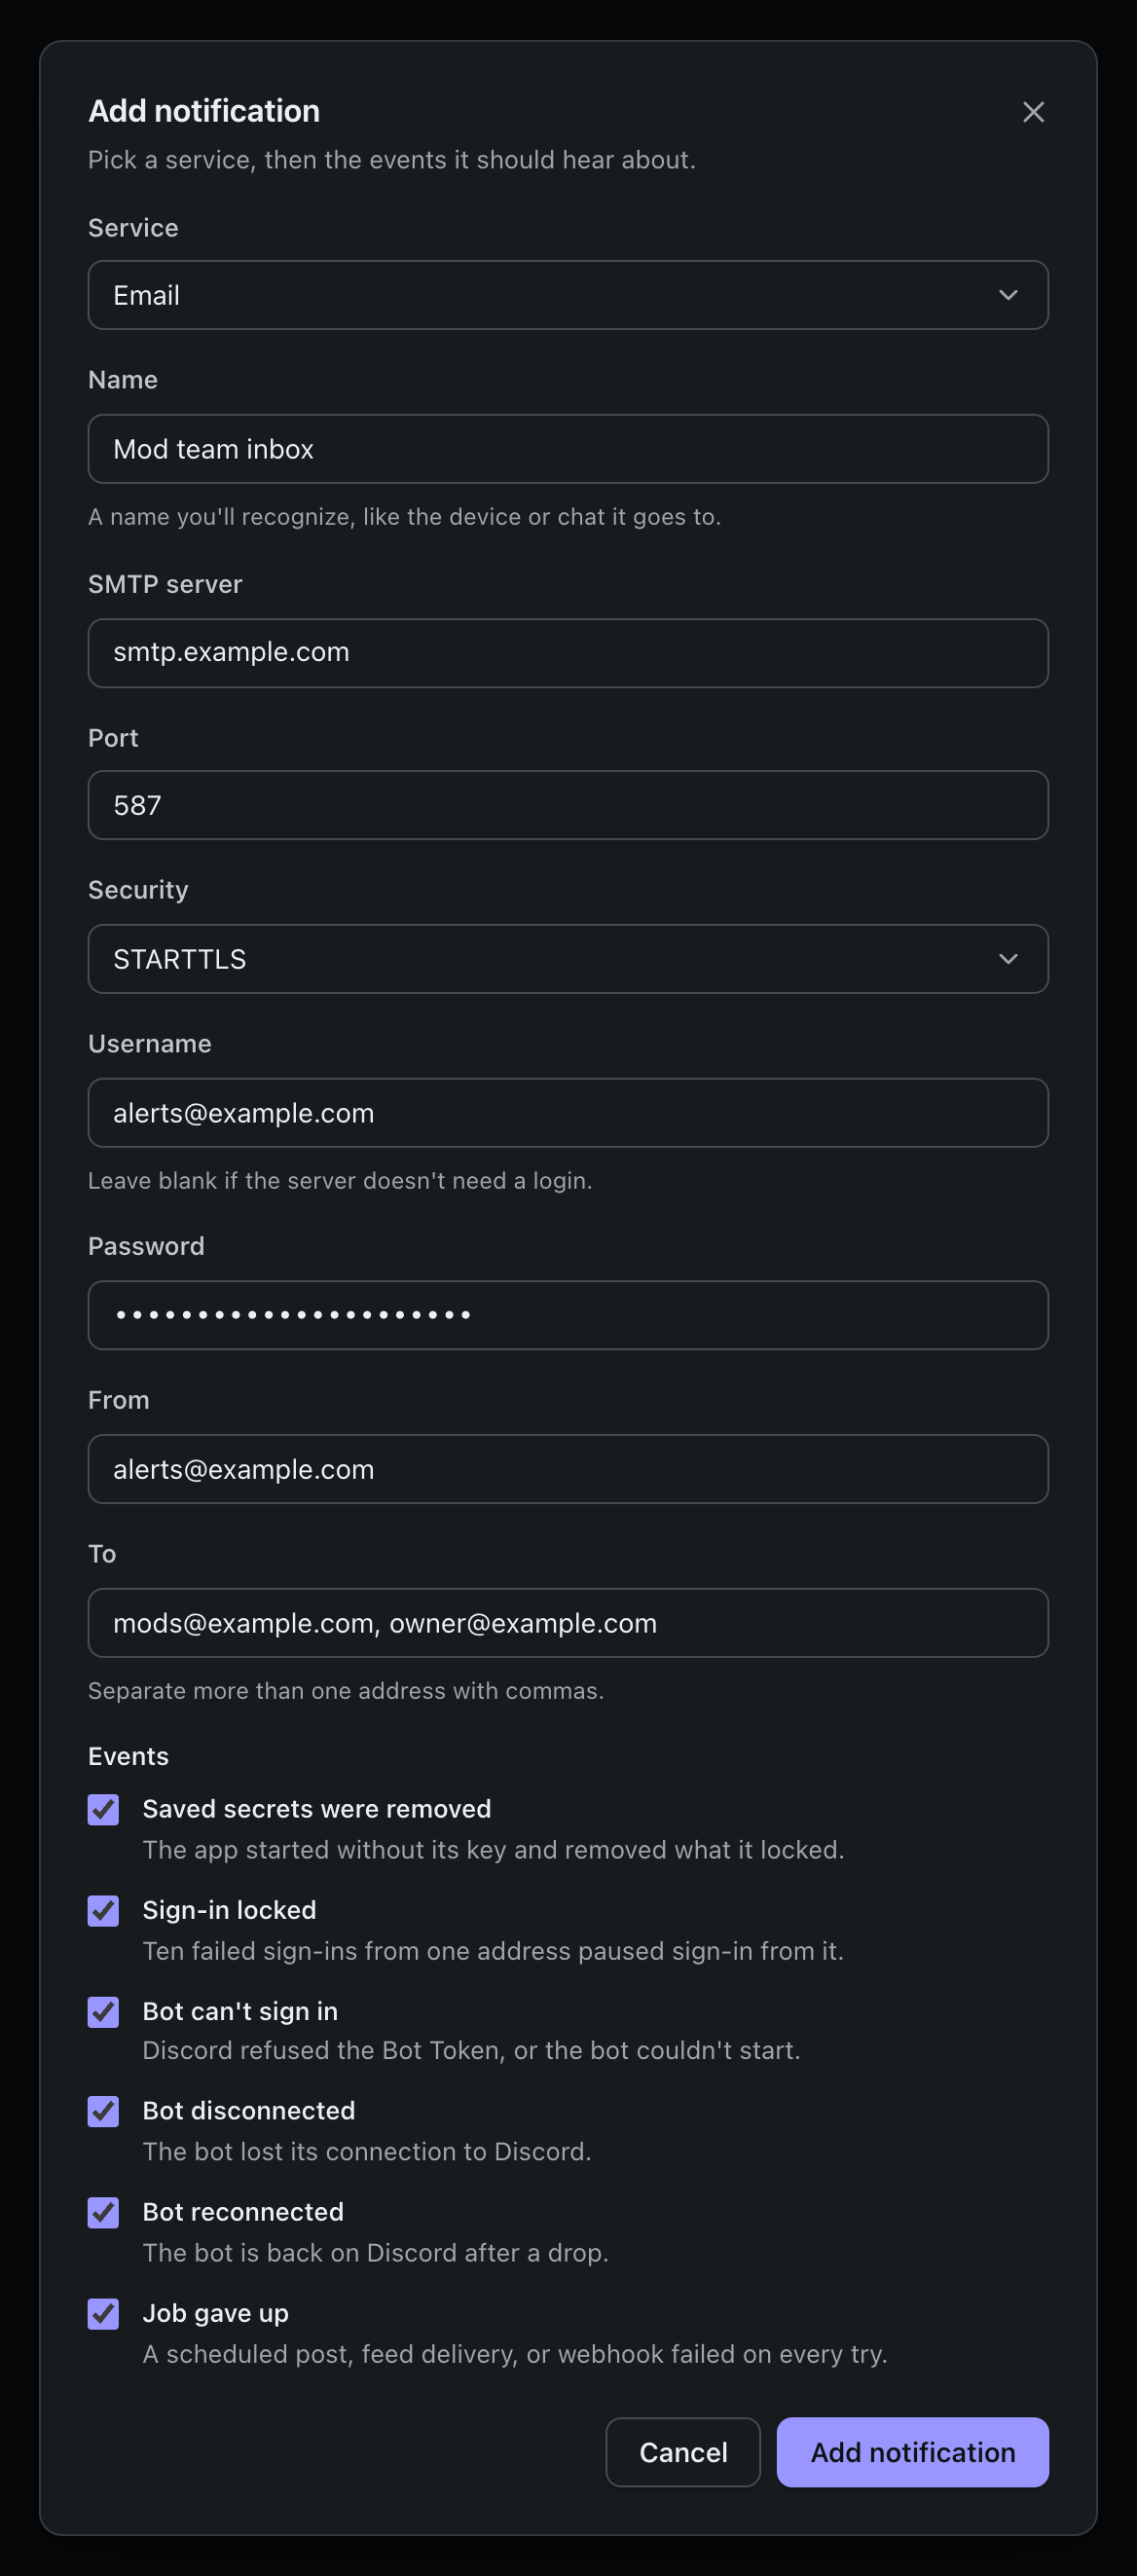 Add notification
Pick a service, then the events it should hear about.
Service
Email
Name
Mod team inbox
A name you'll recognize, like the device or chat it goes to.
SMTP server
smtp.example.com
Port
587
Security
STARTTLS
Username
alerts@example.com
Leave blank if the server doesn't need a login.
Password
••••••••••••••••••••••
From
alerts@example.com
To
mods@example.com, owner@example.com
Separate more than one address with commas.
Events
Saved secrets were removed
The app started without its key and removed what it locked.
Sign-in locked
Ten failed sign-ins from one address paused sign-in from it.
Bot can't sign in
Discord refused the Bot Token, or the bot couldn't start.
Bot disconnected
The bot lost its connection to Discord.
Bot reconnected
The bot is back on Discord after a drop.
Job gave up
A scheduled post, feed delivery, or webhook failed on every try.
Cancel
Add notification